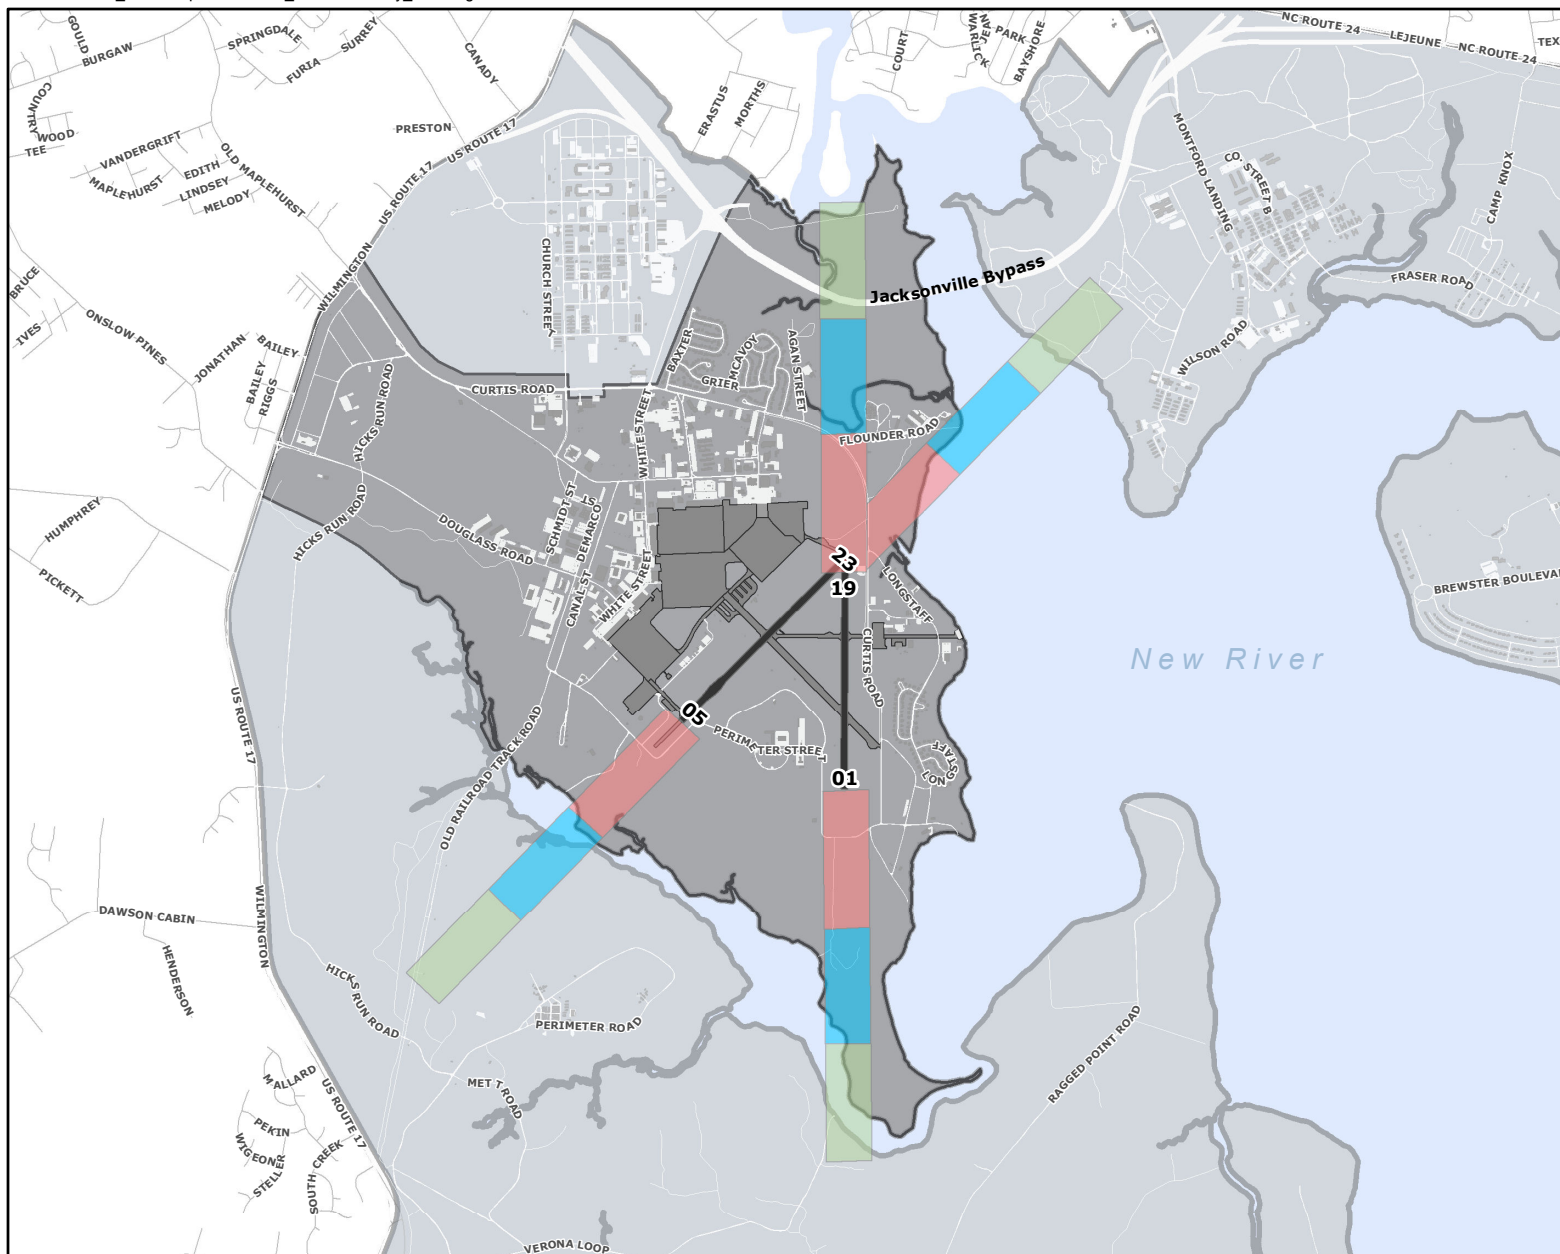 GOULD
BURGAW
SPRINGDALE
FURIA
SURREY
CANADY
COURT
WARLICK
JEAN
PARK
BAYSHORE
NC ROUTE 24
LEJEUNE
NC ROUTE 24
TEX
COUNTRY
WOOD
TEE
VANDERGRIFT
MAPLEHURST
EDITH
LINDSEY
MELODY
OLD MAPLEHURST
PRESTON
US ROUTE 17
US ROUTE 17
ERASTUS
MORTHS
MONTFORD LANDING
CO. STREET B
CAMP KNOX
FRASER ROAD
WILSON ROAD
BRUCE
IVES
ONSLOW PINES
JONATHAN
BAILEY
BAILEY
RIGGS
WILMINGTON
CHURCH STREET
Jacksonville Bypass
BAXTER
MCAVOY
GRIER
AGAN STREET
CURTIS ROAD
HICKS RUN ROAD
WHITE STREET
FLOUNDER ROAD
HUMPHREY
PICKETT
HICKS RUN ROAD
DOUGLASS ROAD
SCHMIDT ST
DEMARCO ST
CANAL ST
WHITE STREET
23
19
LONGSTAFF
CURTIS ROAD
BREWSTER BOULEVAR
New River
US ROUTE 17
OLD RAILROAD TRACK ROAD
05
PERIMETER STREET
LONGSTAFF
01
DAWSON CABIN
HENDERSON
WILMINGTON
HICKS RUN ROAD
PERIMETER ROAD
MET T ROAD
RAGGED POINT ROAD
MALLARD
PEKIN
WIGEON
STELLER
SOUTH CREEK
US ROUTE 17
VERONA LOOP